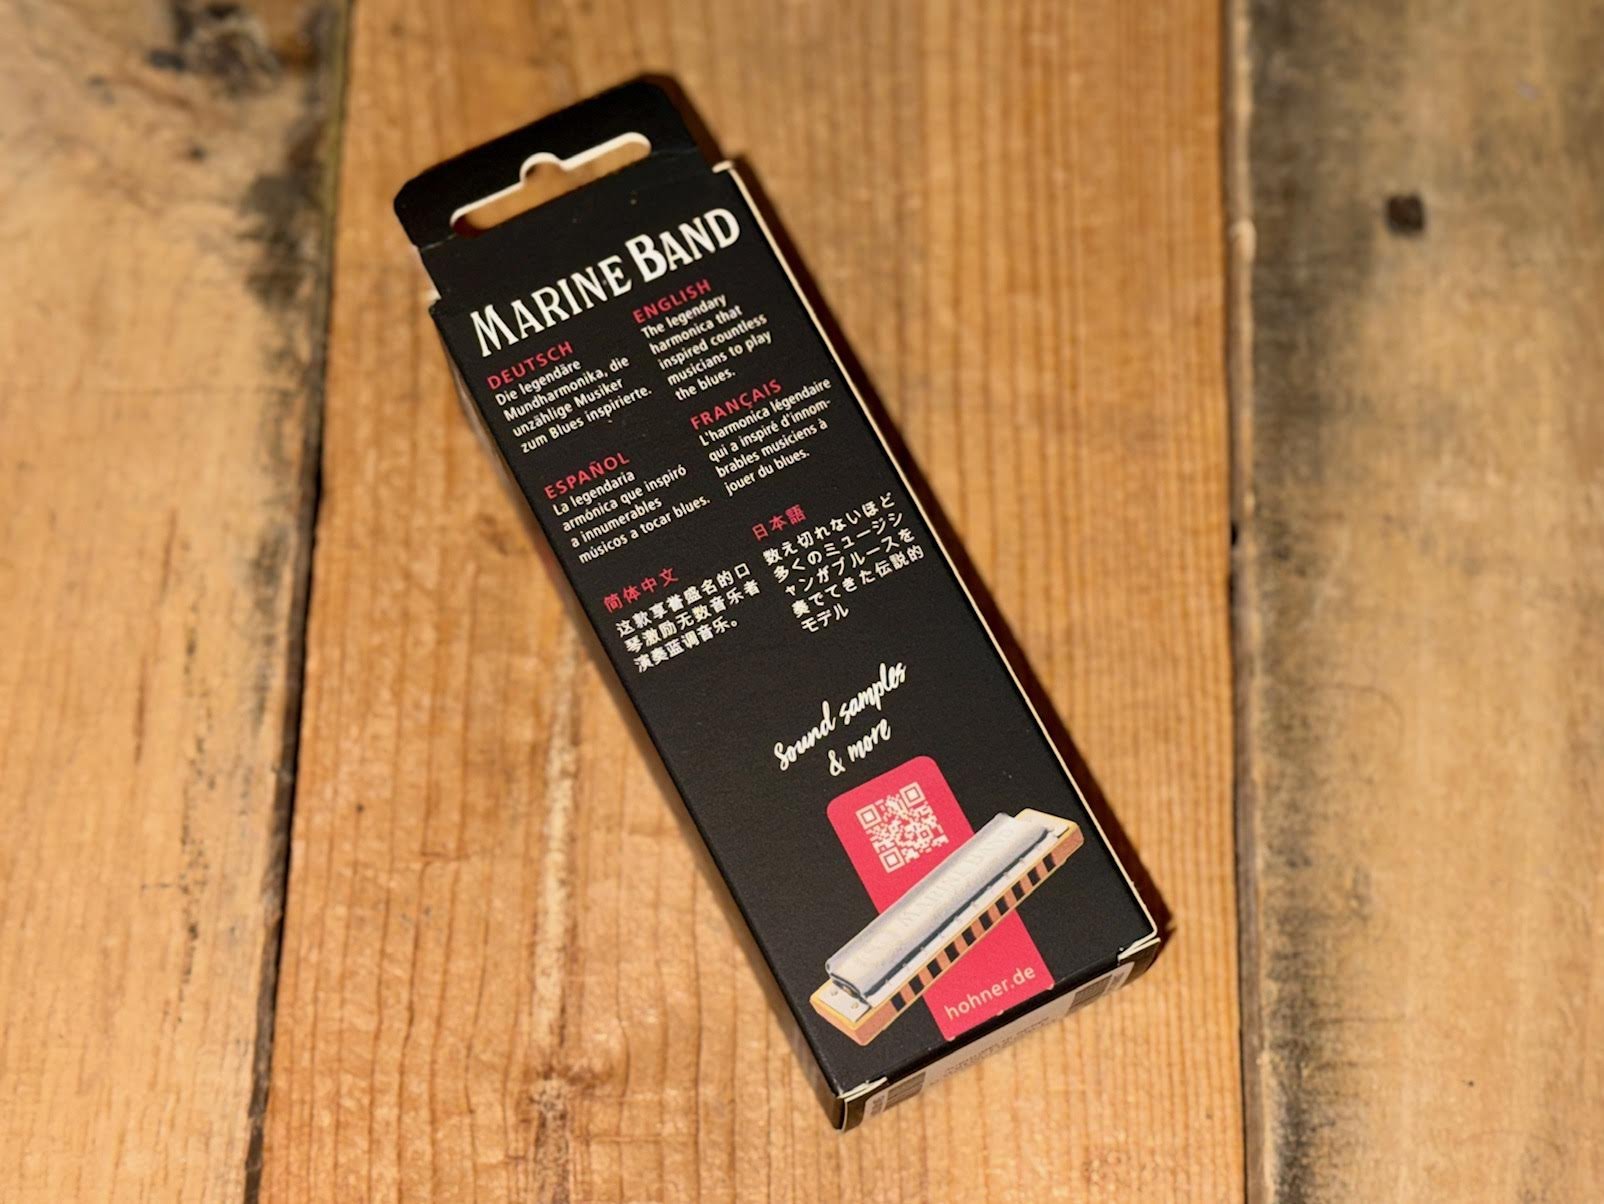 MARINE BAND
DEUTSCH
Die legendäre
Mundharmonika, die
unzählige Musiker
zum Blues inspirierte.
ENGLISH
The legendary
harmonica that
inspired countless
musicians to play
the blues.
ESPAÑOL
La legendaria
armónica que inspiró
a innumerables
músicos a tocar blues.
FRANÇAIS
L'harmonica légendaire
qui a inspiré d'innom-
brables musiciens à
jouer du blues.
简体中文
这款享誉盛名的口
琴激励无数音乐者
演奏蓝调音乐。
日本語
数え切れないほど
多くのミュージシ
ャンがブルースを
奏でてきた伝説的
モデル
Sound samples
& more
MARINE BAND
hohner.de